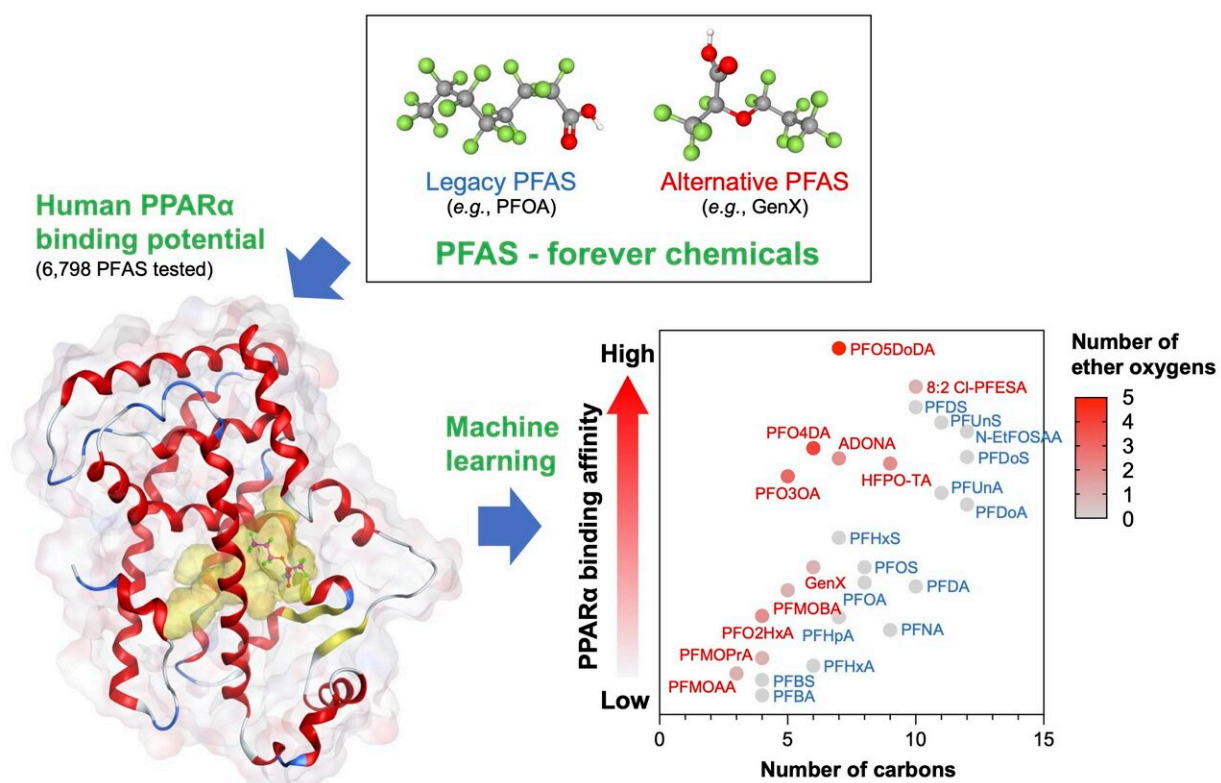 Legacy PFAS
(e.g., PFOA)
Alternative PFAS
(e.g., GenX)
PFAS - forever chemicals
Human PPARα
binding potential
(6,798 PFAS tested)
Machine
learning
PPARα binding affinity
High
Low
PFO5DoDA
8:2 Cl-PFESA
PFDS
PFUnS
N-EtFOSAA
PFO4DA
ADONA
PFDoS
HFPO-TA
PFO3OA
PFUnA
PFDoA
PFHxS
PFOS
GenX
PFOA
PFDA
PFMOBA
PFO2HxA
PFHpA
PFNA
PFMOPrA
PFHxA
PFMOAA
PFBS
PFBA
0
5
10
15
Number of carbons
Number of
ether oxygens
5
4
3
2
1
0